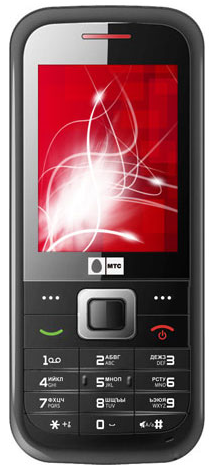 МТС
1
2 АБВГ
ABC
ДЕЖЗ 3
DEF
4 ИЙКЛ
GHI
5 МНОП
JKL
РСТУ 6
MNO
7 ФХЦЧ
PQRS
8 ШЩЪЫ
TUV
ЬЭЮЯ 9
WXYZ
* +
0
#